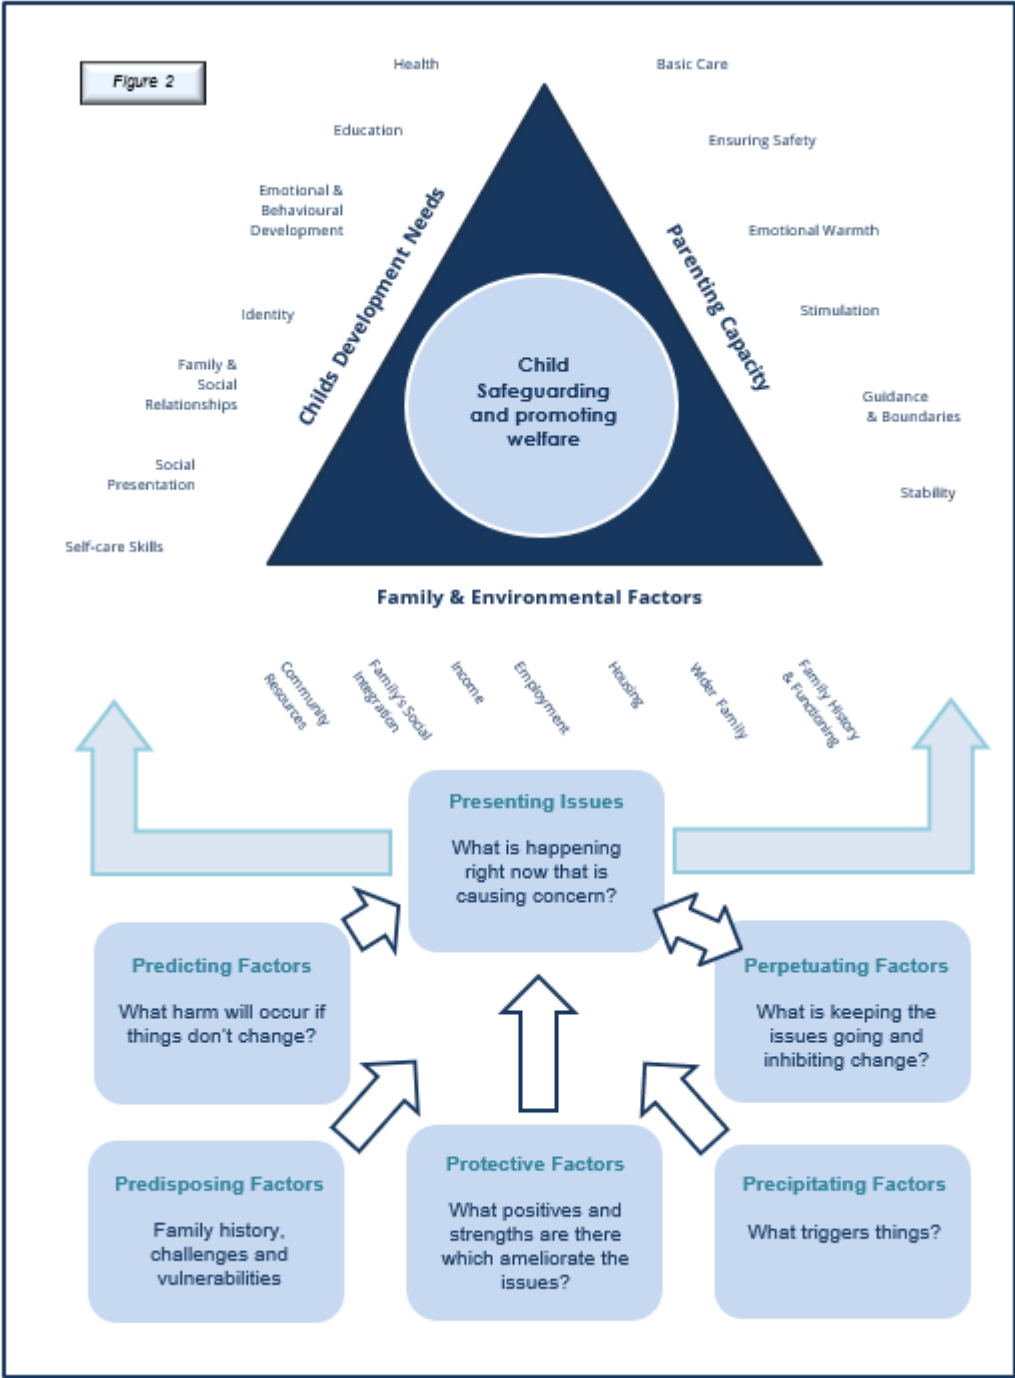 Figure 2
Health
Education
Emotional &
Behavioural
Development
Identity
Family &
Social
Relationships
Social
Presentation
Self-care Skills
Childs Development Needs
Basic Care
Ensuring Safety
Emotional Warmth
Stimulation
Guidance
& Boundaries
Stability
Parenting Capacity
Child
Safeguarding
and promoting
welfare
Family & Environmental Factors
Community
Resources
Family's Social
Integration
Income
Employment
Housing
Wider Family
Family History
& Functioning
Presenting Issues
What is happening
right now that is
causing concern?
Predicting Factors
What harm will occur if
things don't change?
Perpetuating Factors
What is keeping the
issues going and
inhibiting change?
Predisposing Factors
Family history,
challenges and
vulnerabilities
Protective Factors
What positives and
strengths are there
which ameliorate the
issues?
Precipitating Factors
What triggers things?